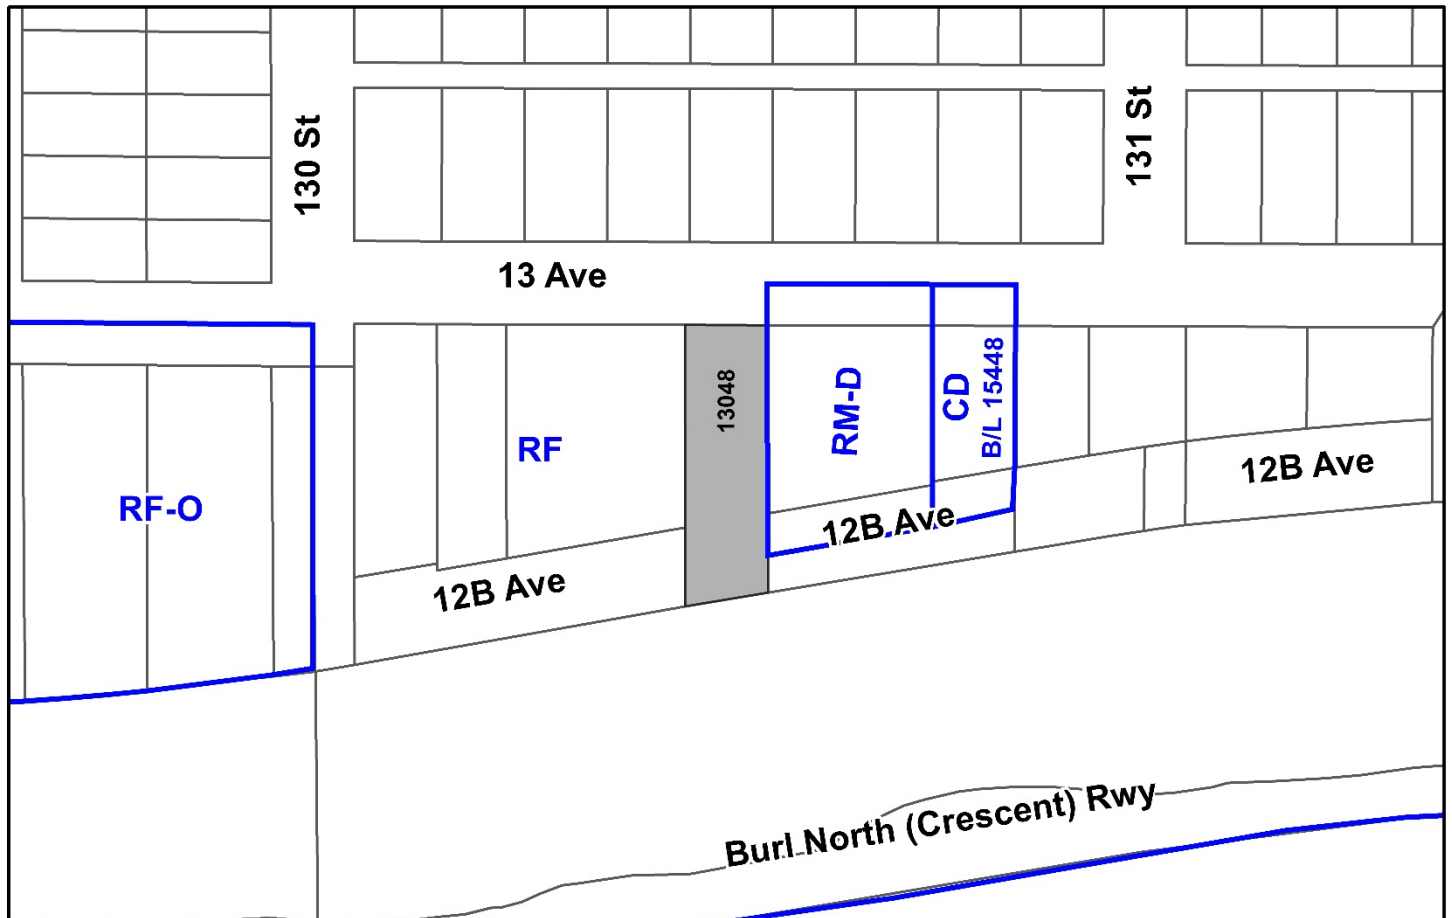 130 St
131 St
13 Ave
13048
RM-D
CD
B/L 15448
RF
RF-O
12B Ave
12B Ave
12B Ave
Burl North (Crescent) Rwy